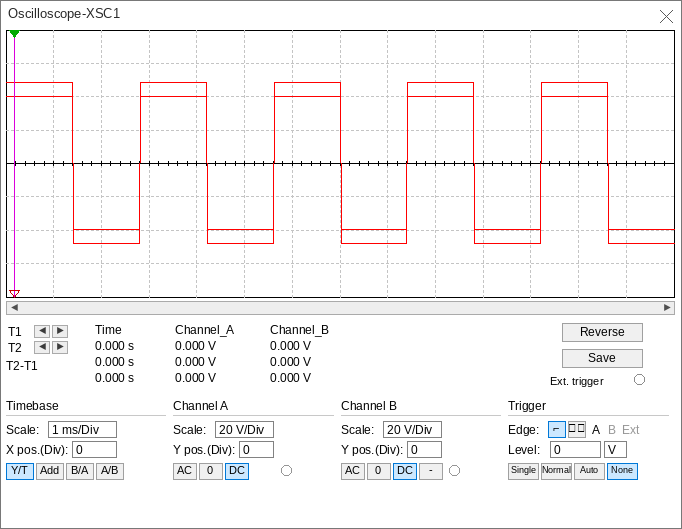 Oscilloscope-XSC1
T1
T2
T2-T1
Time Channel_A Channel_B
0.000 s 0.000 V 0.000 V
0.000 s 0.000 V 0.000 V
0.000 s 0.000 V 0.000 V
Reverse
Save
Ext. trigger
Timebase
Scale: 1 ms/Div
X pos.(Div): 0
Y/T Add B/A A/B
Channel A
Scale: 20 V/Div
Y pos.(Div): 0
AC 0 DC
Channel B
Scale: 20 V/Div
Y pos.(Div): 0
AC 0 DC -
Trigger
Edge: A B Ext
Level: 0 V
Single Normal Auto None